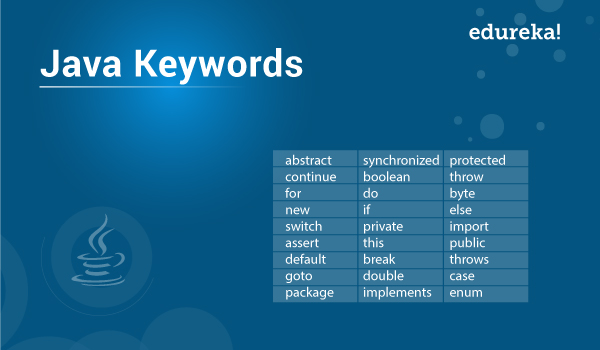 edureka!
Java Keywords
abstract synchronized protected
continue boolean throw
for do byte
new if else
switch private import
assert this public
default break throws
goto double case
package implements enum